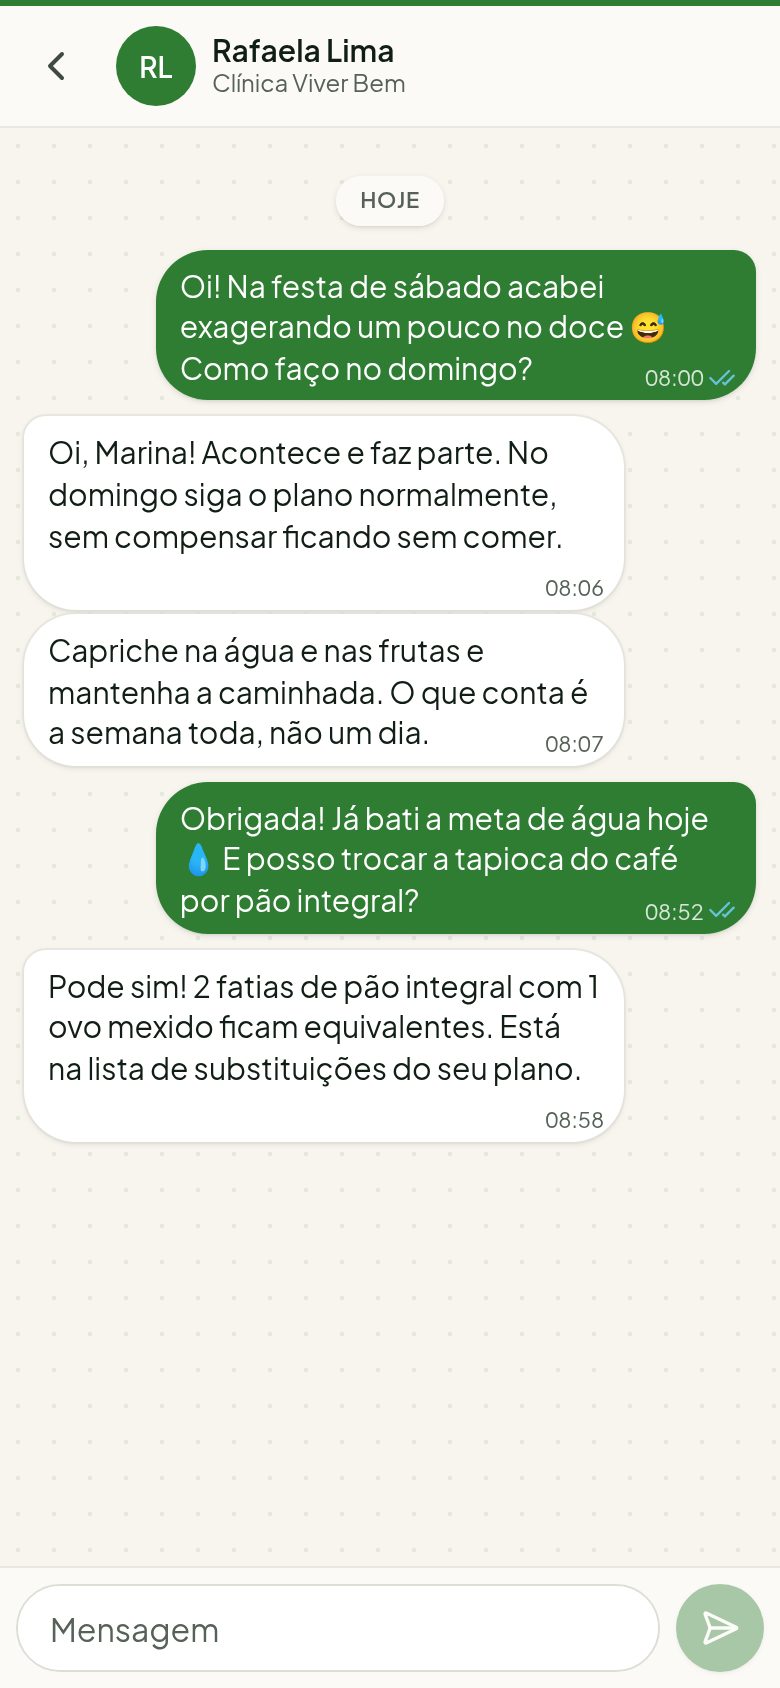 RL
Rafaela Lima
Clínica Viver Bem
HOJE
Oi! Na festa de sábado acabei
exagerando um pouco no doce 😅
Como faço no domingo?
08:00
Oi, Marina! Acontece e faz parte. No
domingo siga o plano normalmente,
sem compensar ficando sem comer.
08:06
Capriche na água e nas frutas e
mantenha a caminhada. O que conta é
a semana toda, não um dia.
08:07
Obrigada! Já bati a meta de água hoje
💧 E posso trocar a tapioca do café
por pão integral?
08:52
Pode sim! 2 fatias de pão integral com 1
ovo mexido ficam equivalentes. Está
na lista de substituições do seu plano.
08:58
Mensagem